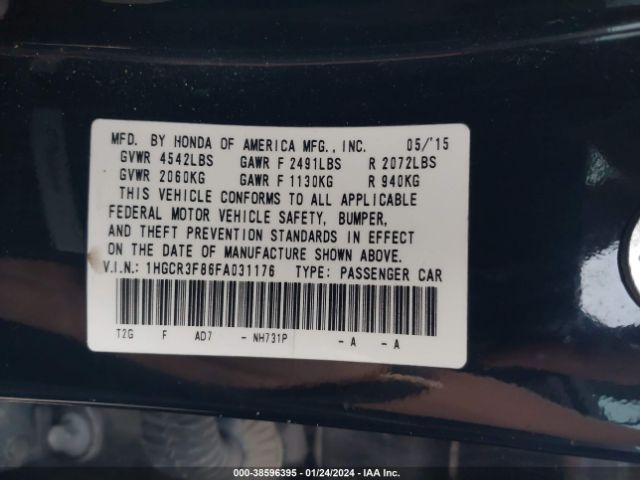 MFD. BY HONDA OF AMERICA MFG., INC. 05/'15
GVWR 4542LBS GAWR F 2491LBS R 2072LBS
GVWR 2060KG GAWR F 1130KG R 940KG
THIS VEHICLE CONFORMS TO ALL APPLICABLE
FEDERAL MOTOR VEHICLE SAFETY, BUMPER,
AND THEFT PREVENTION STANDARDS IN EFFECT
ON THE DATE OF MANUFACTURE SHOWN ABOVE.
V.I.N.: 1HGCR3F86FA031176 TYPE: PASSENGER CAR
T2G F AD7 - NH731P - A - A
000-38596395 - 01/24/2024 - IAA Inc.